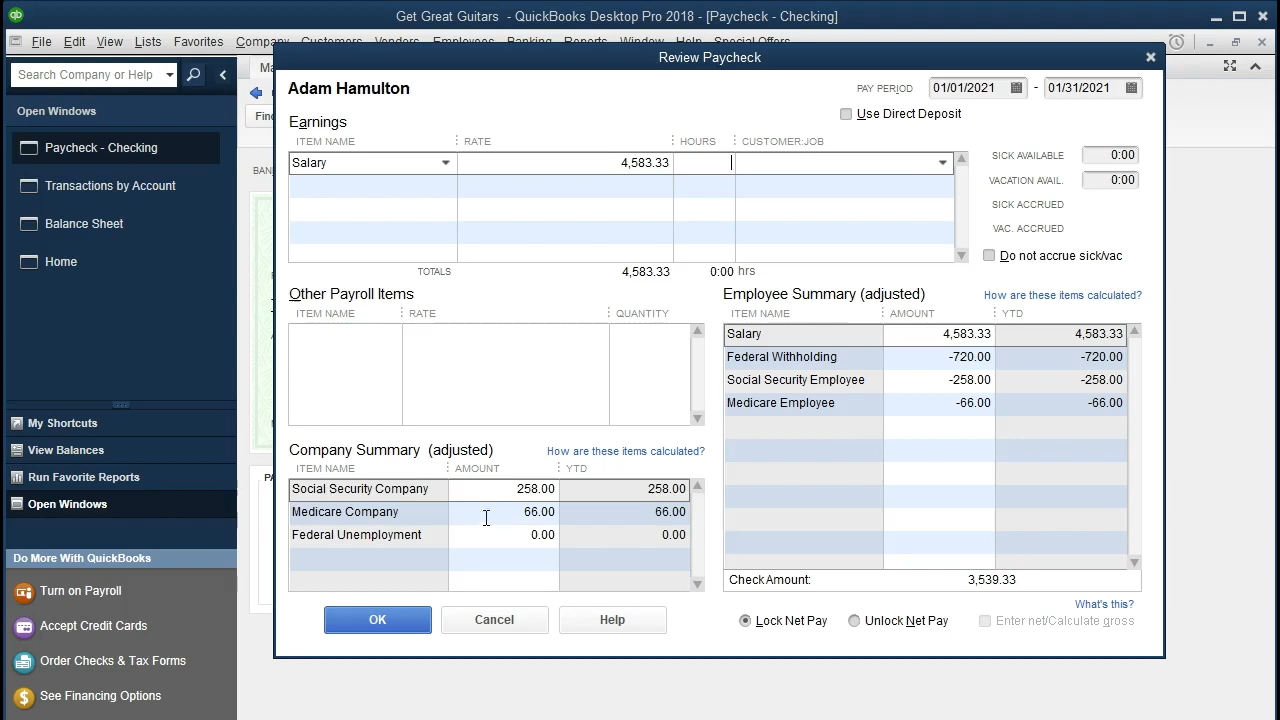 Get Great Guitars - QuickBooks Desktop Pro 2018 - [Paycheck - Checking]
File Edit View Lists Favorites Company Customers Vendors Employees Banking Reports Window Help Special Offers
Search Company or Help
Open Windows
Paycheck - Checking
Transactions by Account
Balance Sheet
Home
My Shortcuts
View Balances
Run Favorite Reports
Open Windows
Do More With QuickBooks
Turn on Payroll
Accept Credit Cards
Order Checks & Tax Forms
See Financing Options
Review Paycheck
Adam Hamulton
PAY PERIOD 01/01/2021 - 01/31/2021
Use Direct Deposit
Earnings
ITEM NAME RATE HOURS CUSTOMER:JOB
Salary 4,583.33
TOTALS 4,583.33 0:00 hrs
SICK AVAILABLE 0:00
VACATION AVAIL. 0:00
SICK ACCRUED
VAC. ACCRUED
Do not accrue sick/vac
Other Payroll Items
ITEM NAME RATE QUANTITY
Employee Summary (adjusted) How are these items calculated?
ITEM NAME AMOUNT YTD
Salary 4,583.33 4,583.33
Federal Withholding -720.00 -720.00
Social Security Employee -258.00 -258.00
Medicare Employee -66.00 -66.00
Check Amount: 3,539.33
What's this?
Lock Net Pay Unlock Net Pay Enter net/Calculate gross
Company Summary (adjusted) How are these items calculated?
ITEM NAME AMOUNT YTD
Social Security Company 258.00 258.00
Medicare Company 66.00 66.00
Federal Unemployment 0.00 0.00
OK Cancel Help